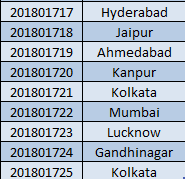 201801717 Hyderabad
201801718 Jaipur
201801719 Ahmedabad
201801720 Kanpur
201801721 Kolkata
201801722 Mumbai
201801723 Lucknow
201801724 Gandhinagar
201801725 Kolkata